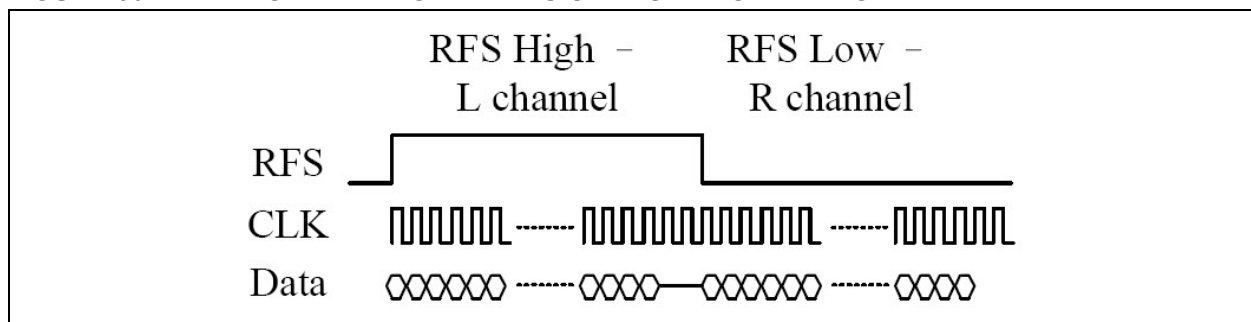 RFS High –
L channel
RFS Low –
R channel
RFS
CLK
Data